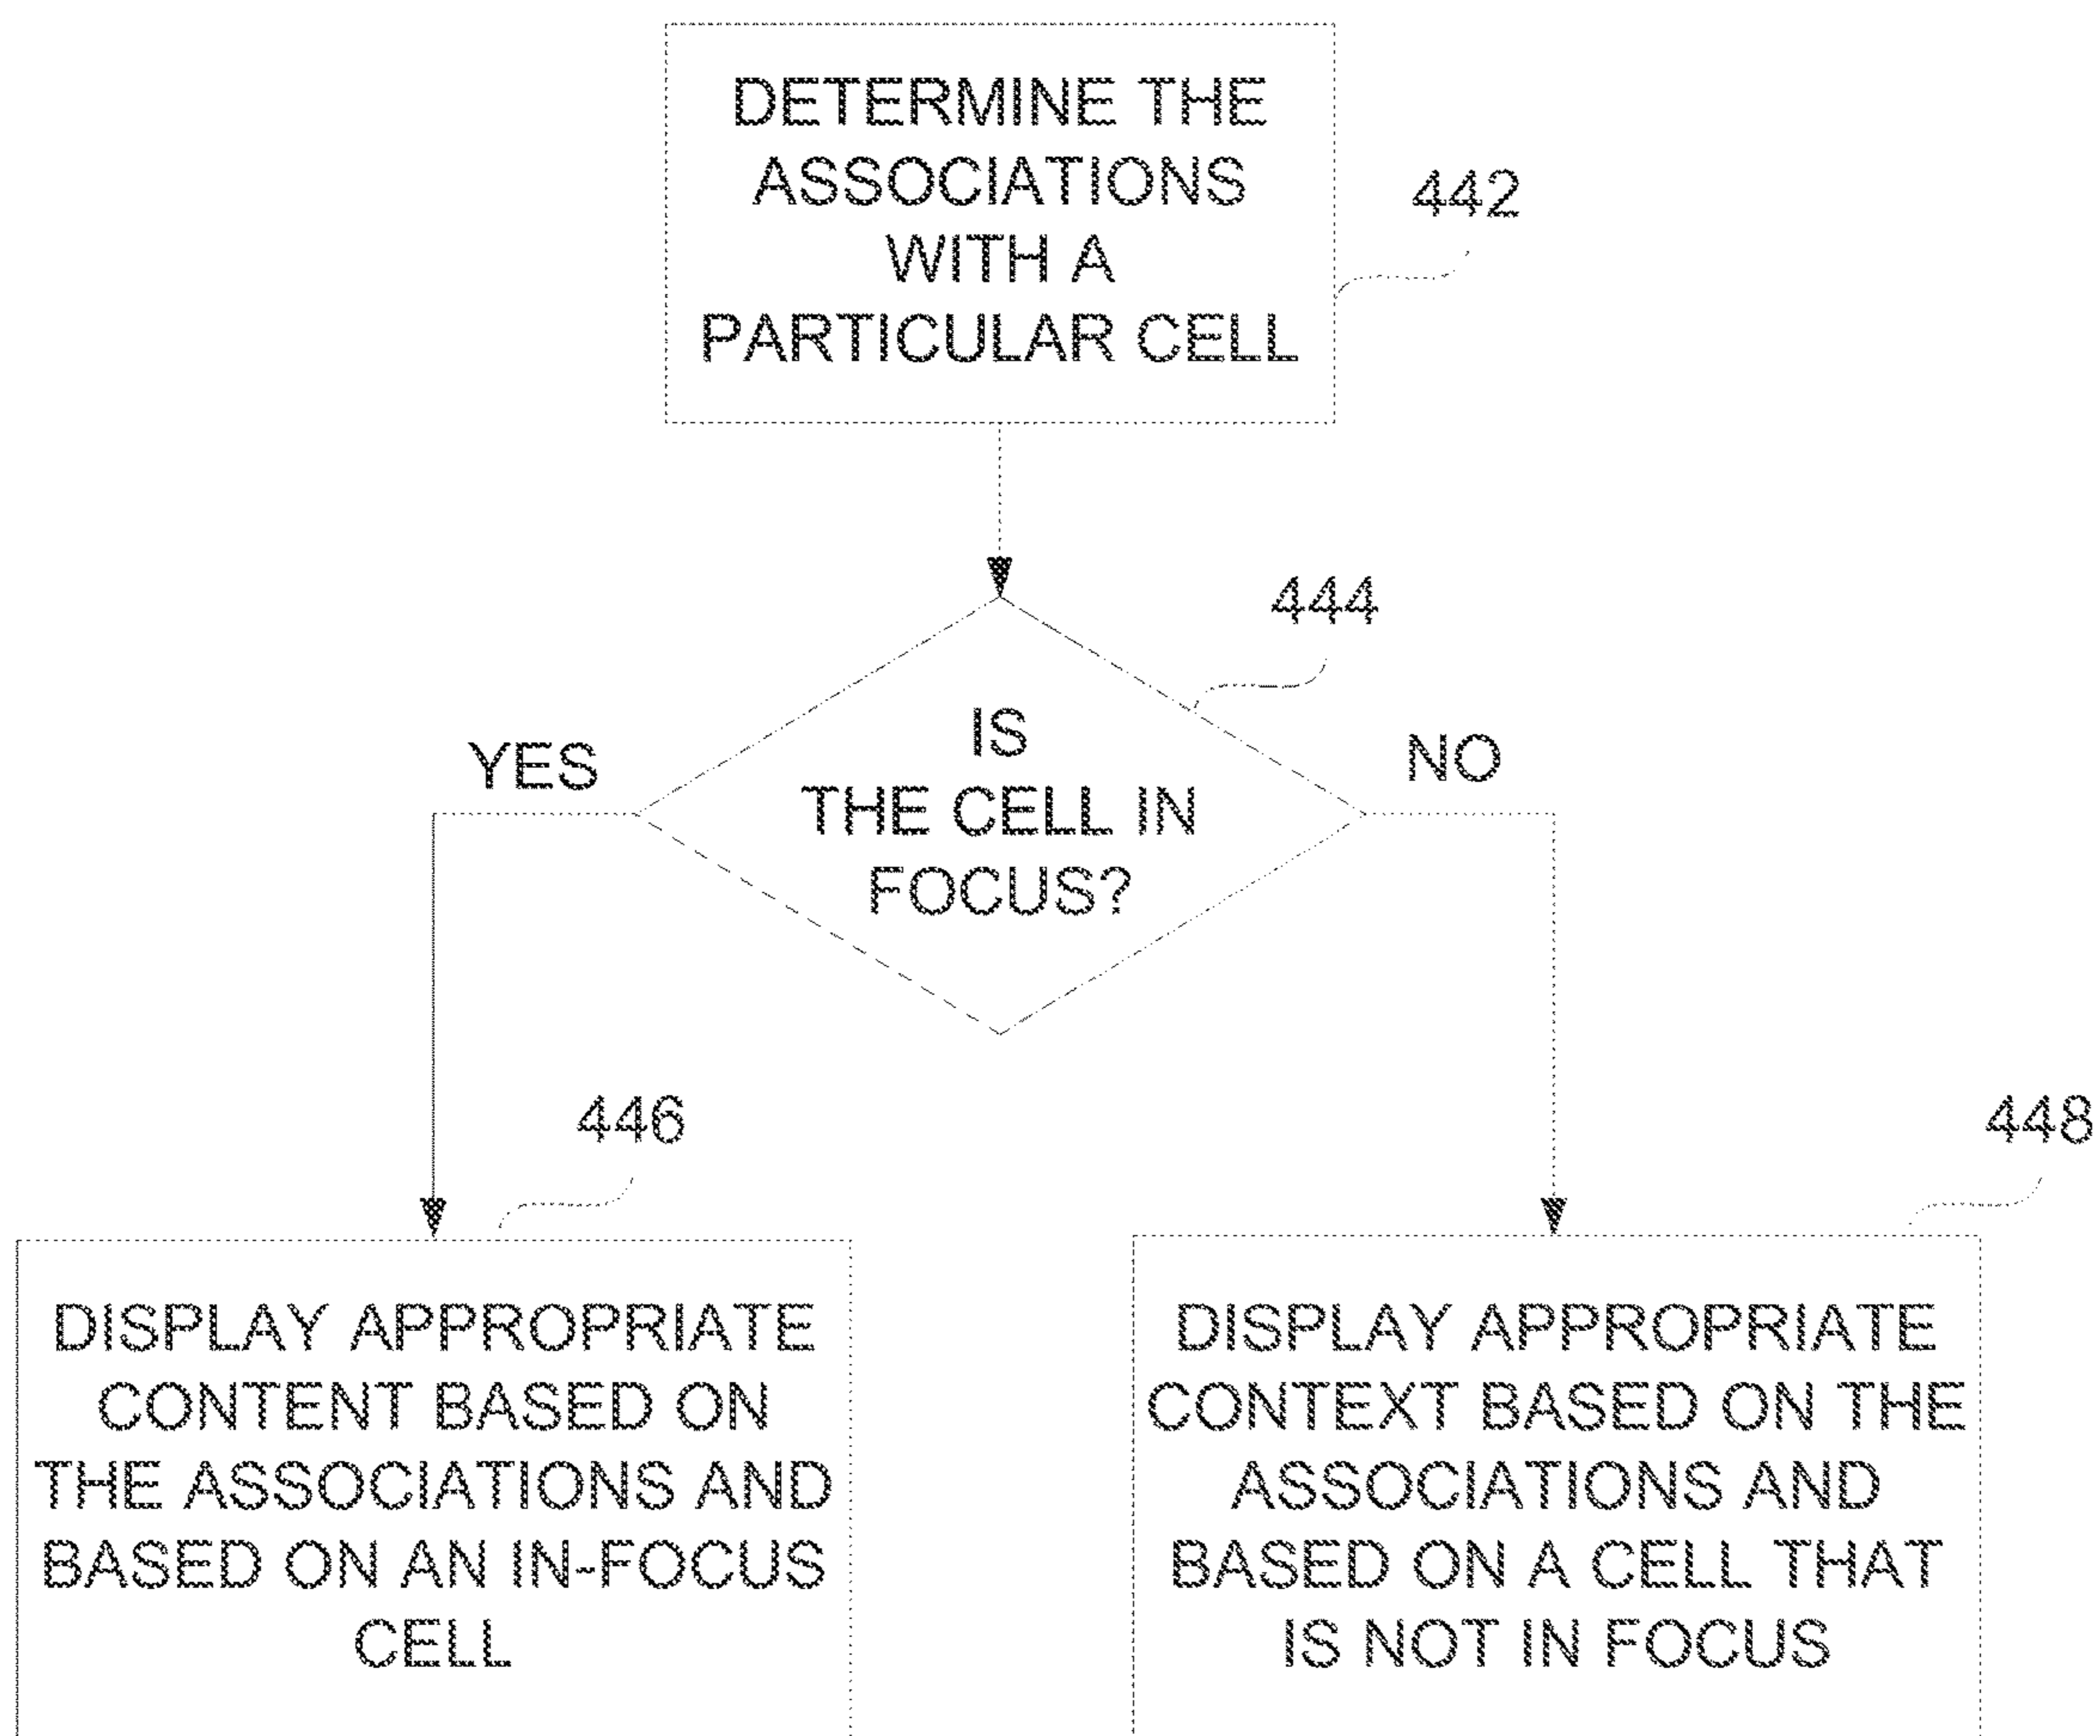 DETERMINE THE
ASSOCIATIONS
WITH A
PARTICULAR CELL
442
444
IS
THE CELL IN
FOCUS?
YES
NO
446
448
DISPLAY APPROPRIATE
CONTENT BASED ON
THE ASSOCIATIONS AND
BASED ON AN IN-FOCUS
CELL
DISPLAY APPROPRIATE
CONTEXT BASED ON THE
ASSOCIATIONS AND
BASED ON A CELL THAT
IS NOT IN FOCUS